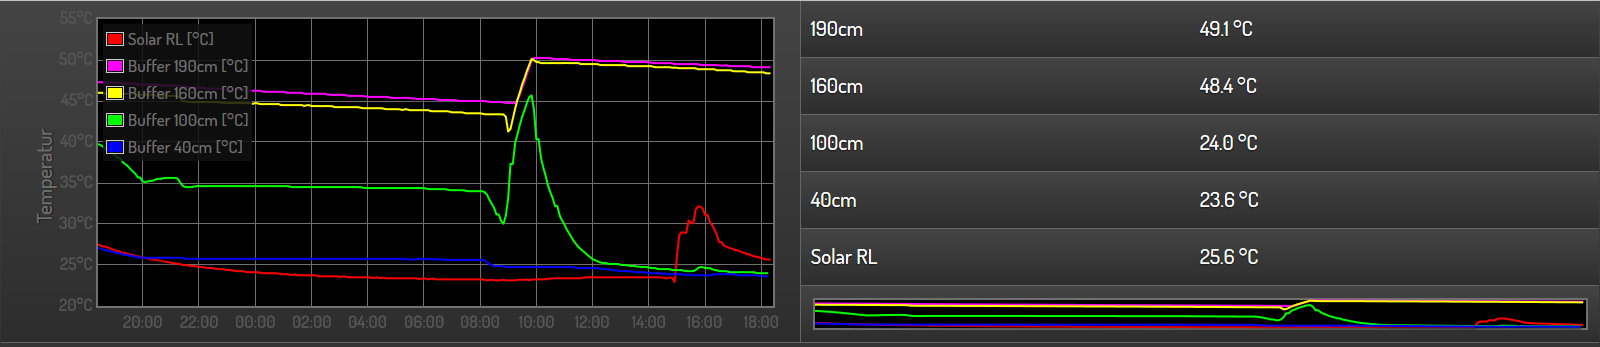 55°C
50°C
45°C
40°C
35°C
30°C
25°C
20°C
Temperatur
Solar RL [°C]
Buffer 190cm [°C]
Buffer 160cm [°C]
Buffer 100cm [°C]
Buffer 40cm [°C]
20:00 22:00 00:00 02:00 04:00 06:00 08:00 10:00 12:00 14:00 16:00 18:00
190cm 49.1 °C
160cm 48.4 °C
100cm 24.0 °C
40cm 23.6 °C
Solar RL 25.6 °C